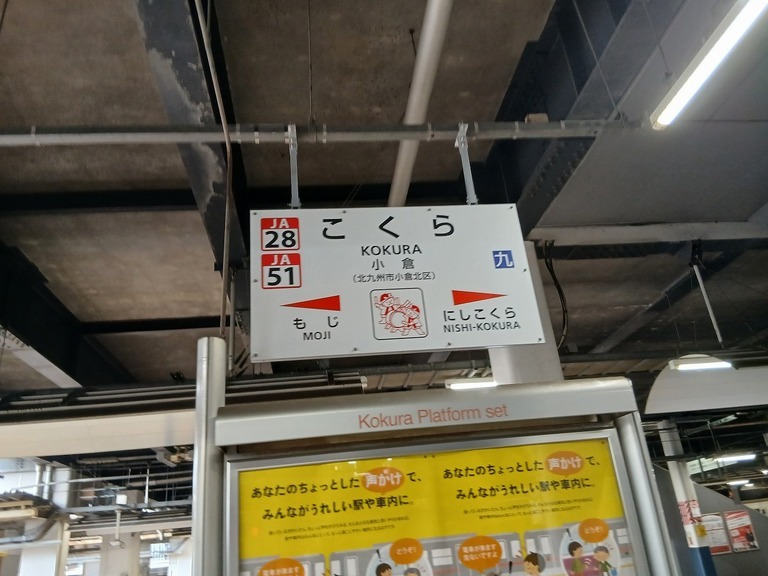 JA
28
こくら
KOKURA
小倉
(北九州市小倉北区)
九
JA
51
もじ
MOJI
にしこくら
NISHI-KOKURA
Kokura Platform set
あなたのちょっとした声かけで、
みんながうれしい駅や車内に。
あなたのちょっとした声かけで、
みんながうれしい駅や車内に。
どうぞ!
どうぞ!